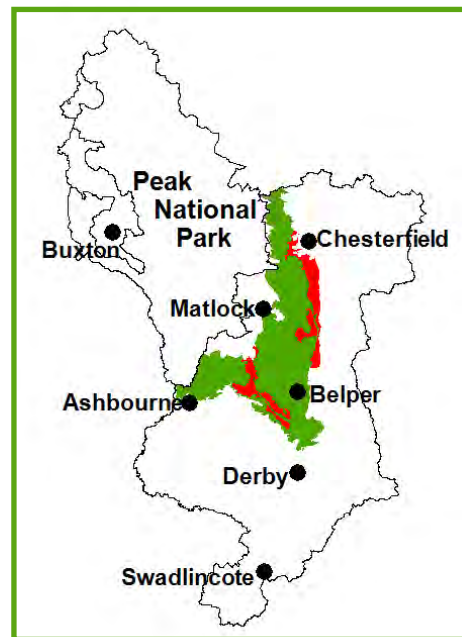 Peak
National
Park
Buxton
Chesterfield
Matlock
Ashbourne
Belper
Derby
Swadlincote